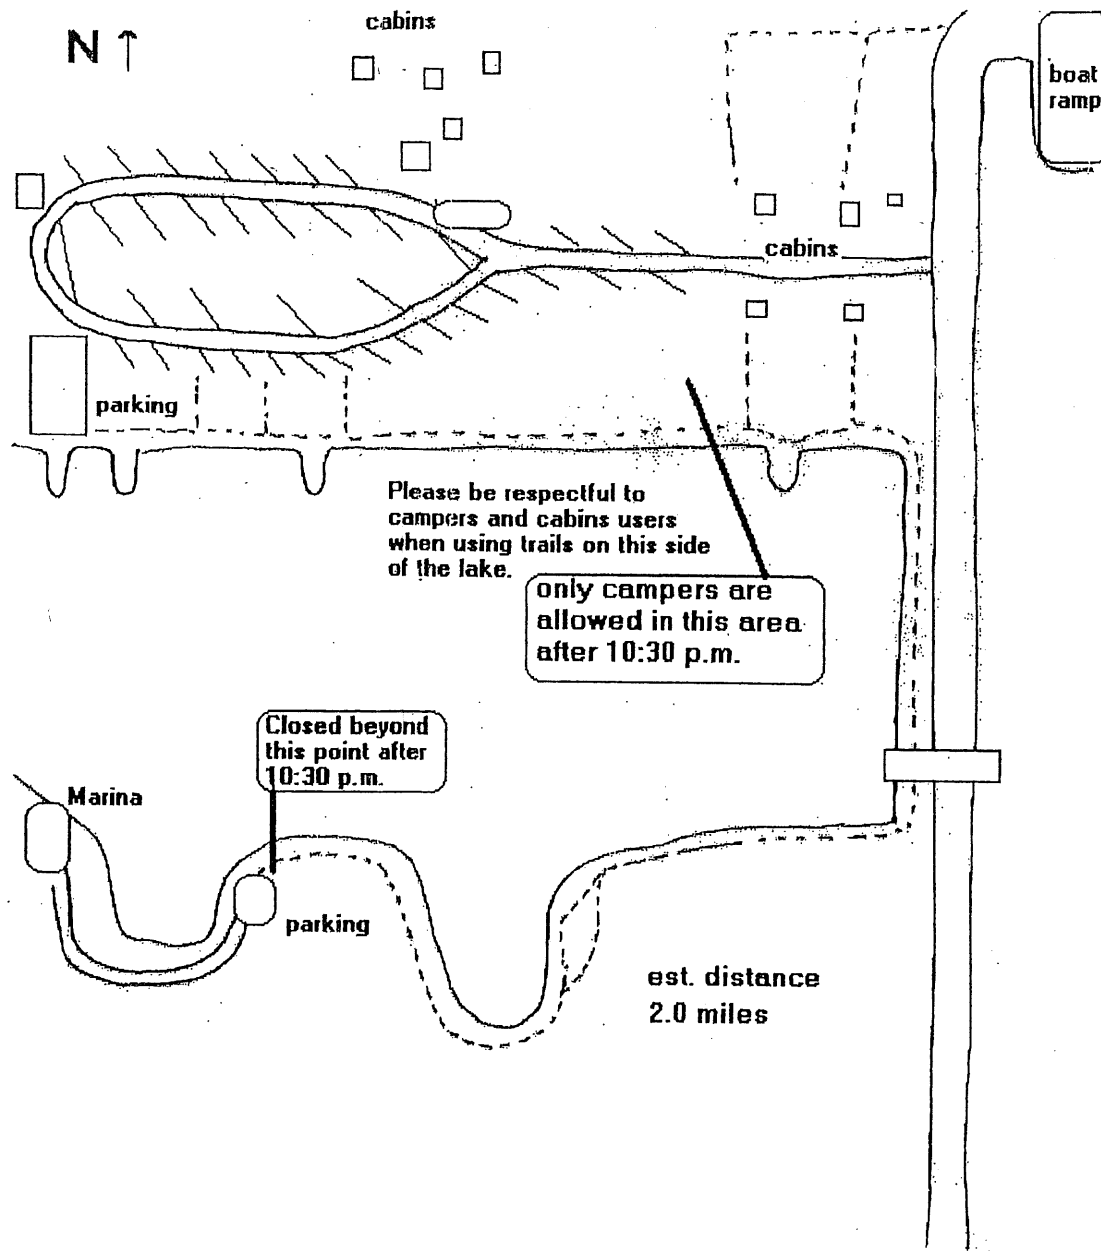 cabins
N ↑
boat
ramp
cabins
parking
Please be respectful to
campers and cabins users
when using trails on this side
of the lake.
only campers are
allowed in this area
after 10:30 p.m.
Closed beyond
this point after
10:30 p.m.
Marina
parking
est. distance
2.0 miles